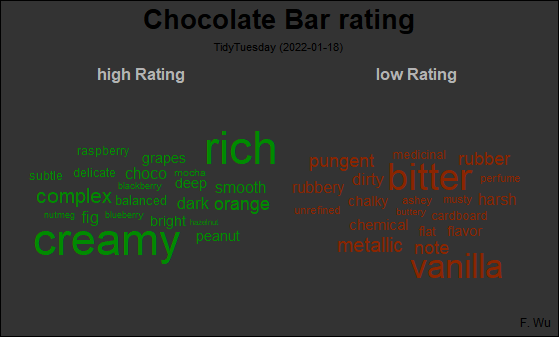 Chocolate Bar rating
TidyTuesday (2022-01-18)
high Rating
low Rating
raspberry
grapes
rich
subtle
delicate
choco
mocha
blackberry
deep
smooth
complex
balanced
dark
orange
nutmeg
fig
blueberry
bright
hazelnut
creamy
peanut
medicinal
pungent
rubber
dirty
bitter
perfume
rubbery
chalky
ashey
musty
harsh
unrefined
buttery
cardboard
chemical
flat
flavor
metallic
note
vanilla
F. Wu